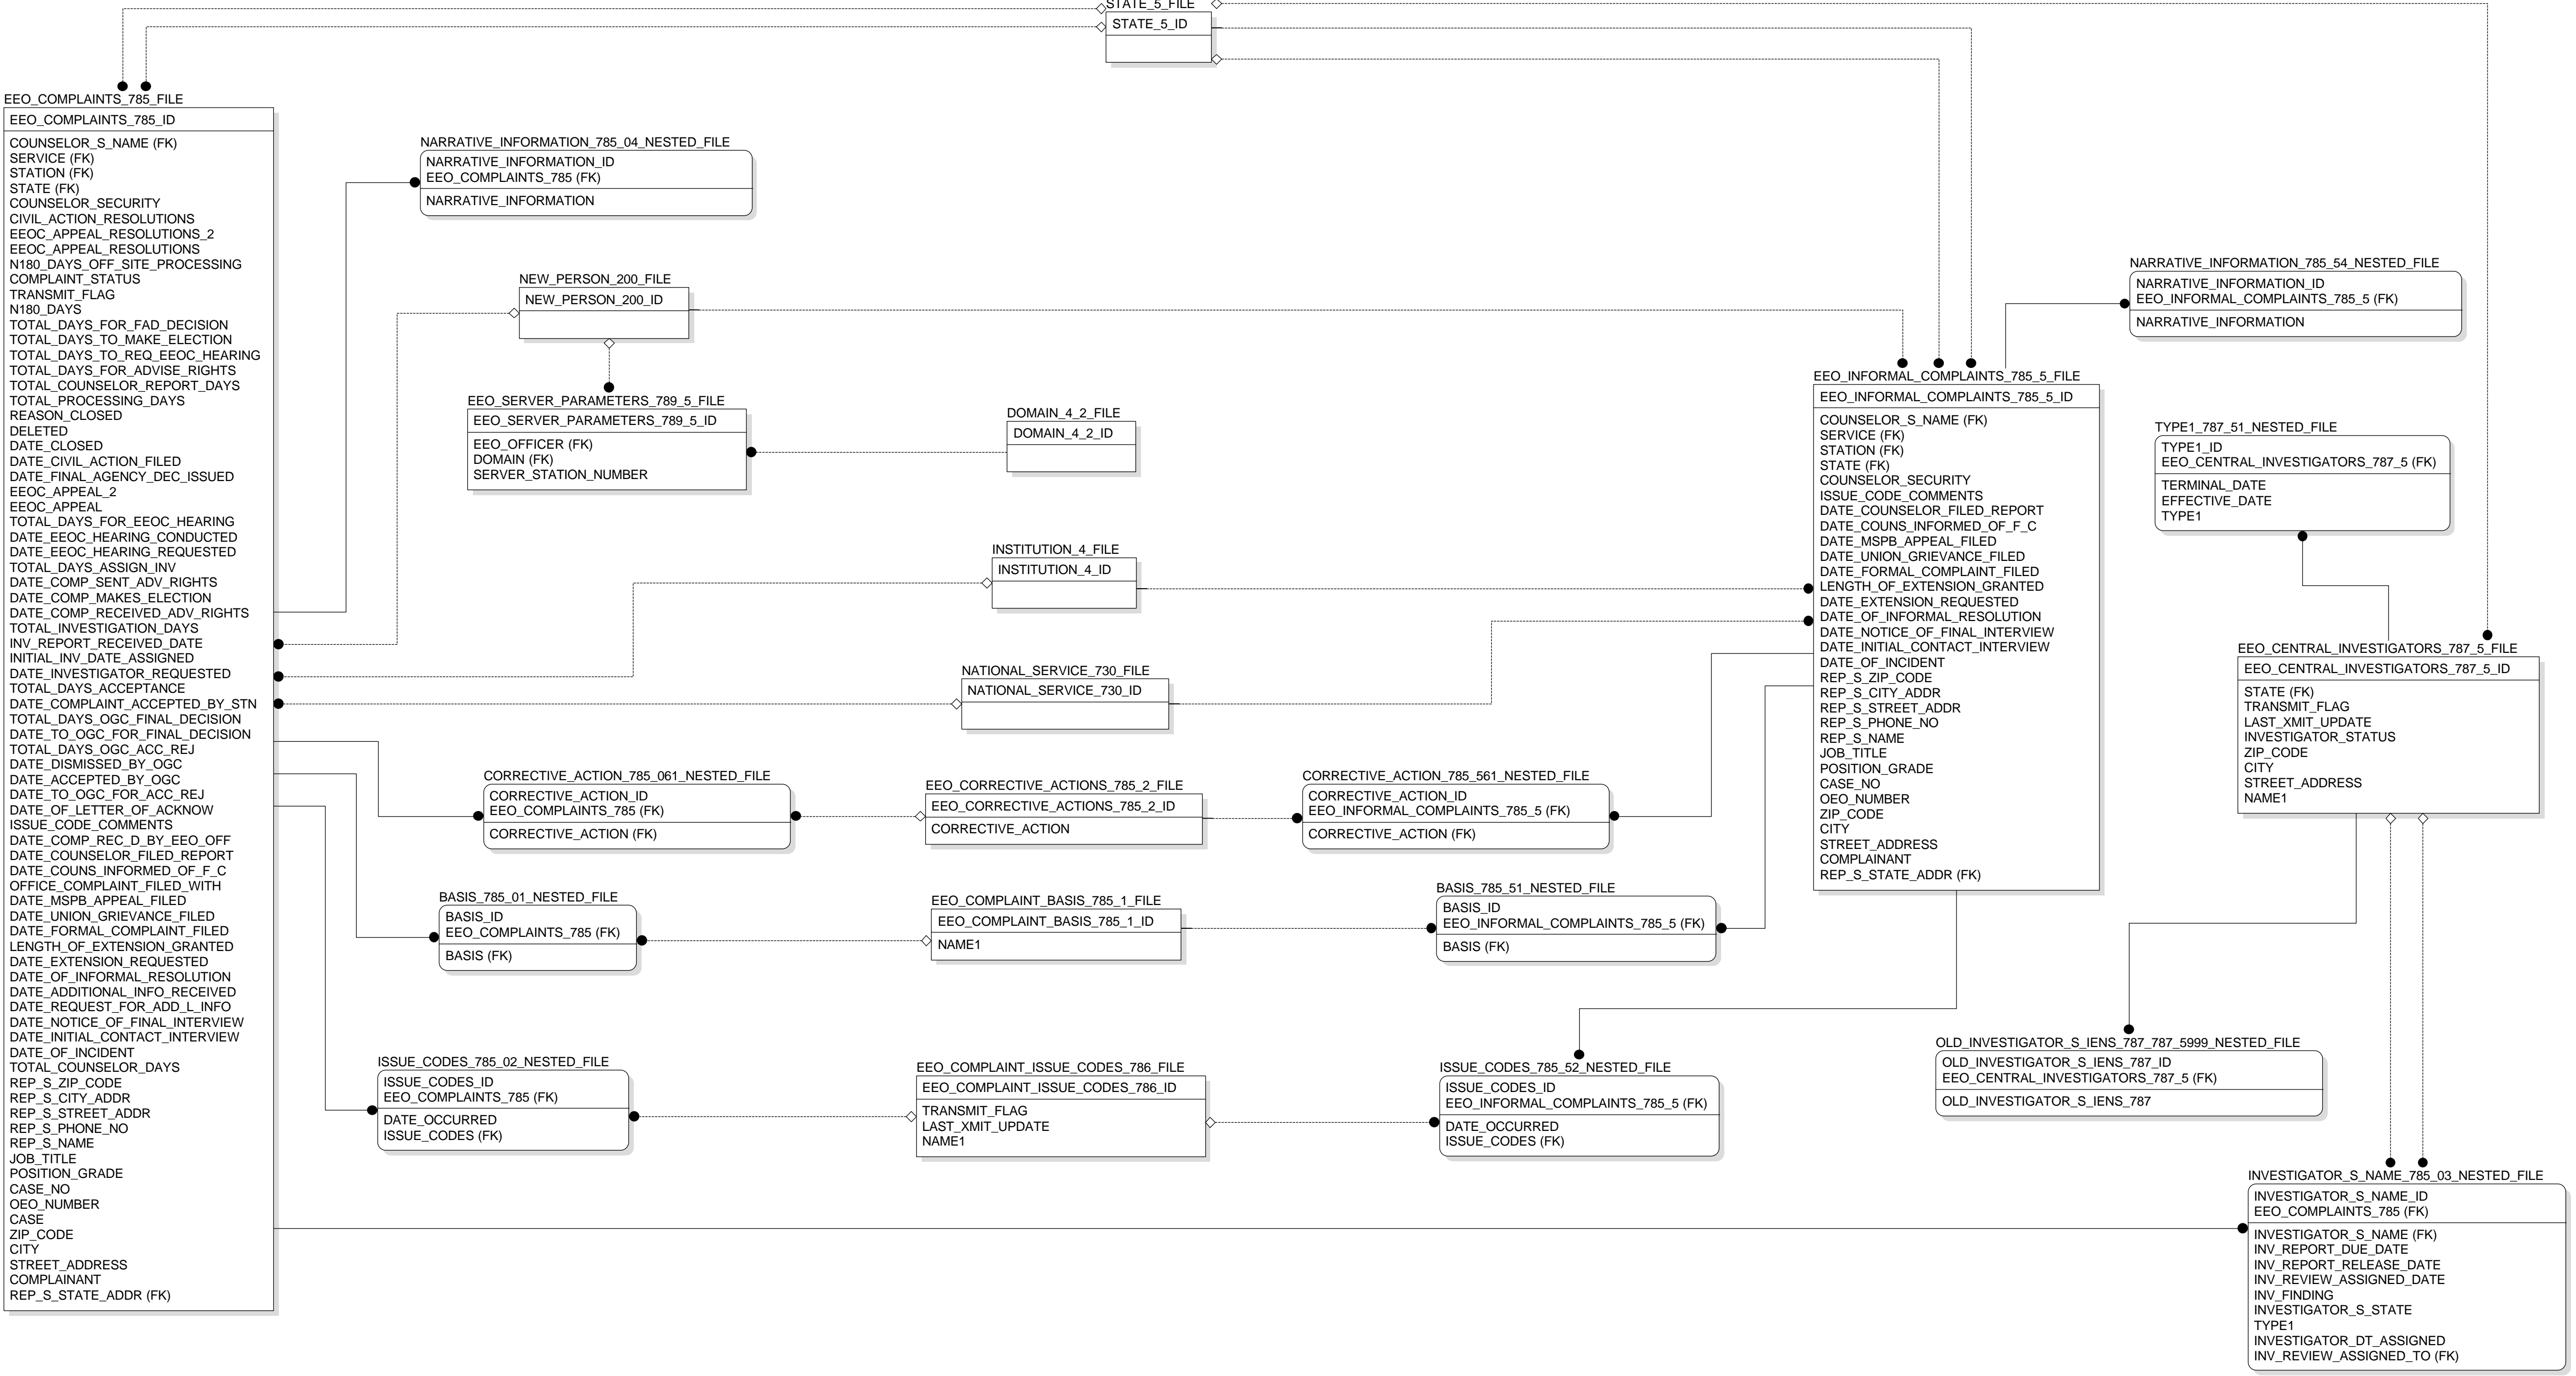 STATE_5_FILE
STATE_5_ID
EEO_COMPLAINTS_785_FILE
EEO_COMPLAINTS_785_ID
COUNSELOR_S_NAME (FK)
SERVICE (FK)
STATION (FK)
STATE (FK)
COUNSELOR_SECURITY
CIVIL_ACTION_RESOLUTIONS
EEOC_APPEAL_RESOLUTIONS_2
EEOC_APPEAL_RESOLUTIONS
N180_DAYS_OFF_SITE_PROCESSING
COMPLAINT_STATUS
TRANSMIT_FLAG
N180_DAYS
TOTAL_DAYS_FOR_FAD_DECISION
TOTAL_DAYS_TO_MAKE_ELECTION
TOTAL_DAYS_TO_REQ_EEOC_HEARING
TOTAL_DAYS_FOR_ADVISE_RIGHTS
TOTAL_COUNSELOR_REPORT_DAYS
TOTAL_PROCESSING_DAYS
REASON_CLOSED
DELETED
DATE_CLOSED
DATE_CIVIL_ACTION_FILED
DATE_FINAL_AGENCY_DEC_ISSUED
EEOC_APPEAL_2
EEOC_APPEAL
TOTAL_DAYS_FOR_EEOC_HEARING
DATE_EEOC_HEARING_CONDUCTED
DATE_EEOC_HEARING_REQUESTED
TOTAL_DAYS_ASSIGN_INV
DATE_COMP_SENT_ADV_RIGHTS
DATE_COMP_MAKES_ELECTION
DATE_COMP_RECEIVED_ADV_RIGHTS
TOTAL_INVESTIGATION_DAYS
INV_REPORT_RECEIVED_DATE
INITIAL_INV_DATE_ASSIGNED
DATE_INVESTIGATOR_REQUESTED
TOTAL_DAYS_ACCEPTANCE
DATE_COMPLAINT_ACCEPTED_BY_STN
TOTAL_DAYS_OGC_FINAL_DECISION
DATE_TO_OGC_FOR_FINAL_DECISION
TOTAL_DAYS_OGC_ACC_REJ
DATE_DISMISSED_BY_OGC
DATE_ACCEPTED_BY_OGC
DATE_TO_OGC_FOR_ACC_REJ
DATE_OF_LETTER_OF_ACKNOW
ISSUE_CODE_COMMENTS
DATE_COMP_REC_D_BY_EEO_OFF
DATE_COUNSELOR_FILED_REPORT
DATE_COUNS_INFORMED_OF_F_C
OFFICE_COMPLAINT_FILED_WITH
DATE_MSPB_APPEAL_FILED
DATE_UNION_GRIEVANCE_FILED
DATE_FORMAL_COMPLAINT_FILED
LENGTH_OF_EXTENSION_GRANTED
DATE_EXTENSION_REQUESTED
DATE_OF_INFORMAL_RESOLUTION
DATE_ADDITIONAL_INFO_RECEIVED
DATE_REQUEST_FOR_ADD_L_INFO
DATE_NOTICE_OF_FINAL_INTERVIEW
DATE_INITIAL_CONTACT_INTERVIEW
DATE_OF_INCIDENT
TOTAL_COUNSELOR_DAYS
REP_S_ZIP_CODE
REP_S_CITY_ADDR
REP_S_STREET_ADDR
REP_S_PHONE_NO
REP_S_NAME
JOB_TITLE
POSITION_GRADE
CASE_NO
OEO_NUMBER
CASE
ZIP_CODE
CITY
STREET_ADDRESS
COMPLAINANT
REP_S_STATE_ADDR (FK)
NARRATIVE_INFORMATION_785_04_NESTED_FILE
NARRATIVE_INFORMATION_ID
EEO_COMPLAINTS_785 (FK)
NARRATIVE_INFORMATION
NEW_PERSON_200_FILE
NEW_PERSON_200_ID
EEO_SERVER_PARAMETERS_789_5_FILE
EEO_SERVER_PARAMETERS_789_5_ID
EEO_OFFICER (FK)
DOMAIN (FK)
SERVER_STATION_NUMBER
DOMAIN_4_2_FILE
DOMAIN_4_2_ID
INSTITUTION_4_FILE
INSTITUTION_4_ID
NATIONAL_SERVICE_730_FILE
NATIONAL_SERVICE_730_ID
CORRECTIVE_ACTION_785_061_NESTED_FILE
CORRECTIVE_ACTION_ID
EEO_COMPLAINTS_785 (FK)
CORRECTIVE_ACTION (FK)
EEO_CORRECTIVE_ACTIONS_785_2_FILE
EEO_CORRECTIVE_ACTIONS_785_2_ID
CORRECTIVE_ACTION
CORRECTIVE_ACTION_785_561_NESTED_FILE
CORRECTIVE_ACTION_ID
EEO_INFORMAL_COMPLAINTS_785_5 (FK)
CORRECTIVE_ACTION (FK)
BASIS_785_01_NESTED_FILE
BASIS_ID
EEO_COMPLAINTS_785 (FK)
BASIS (FK)
EEO_COMPLAINT_BASIS_785_1_FILE
EEO_COMPLAINT_BASIS_785_1_ID
NAME1
BASIS_785_51_NESTED_FILE
BASIS_ID
EEO_INFORMAL_COMPLAINTS_785_5 (FK)
BASIS (FK)
ISSUE_CODES_785_02_NESTED_FILE
ISSUE_CODES_ID
EEO_COMPLAINTS_785 (FK)
DATE_OCCURRED
ISSUE_CODES (FK)
EEO_COMPLAINT_ISSUE_CODES_786_FILE
EEO_COMPLAINT_ISSUE_CODES_786_ID
TRANSMIT_FLAG
LAST_XMIT_UPDATE
NAME1
ISSUE_CODES_785_52_NESTED_FILE
ISSUE_CODES_ID
EEO_INFORMAL_COMPLAINTS_785_5 (FK)
DATE_OCCURRED
ISSUE_CODES (FK)
EEO_INFORMAL_COMPLAINTS_785_5_FILE
EEO_INFORMAL_COMPLAINTS_785_5_ID
COUNSELOR_S_NAME (FK)
SERVICE (FK)
STATION (FK)
STATE (FK)
COUNSELOR_SECURITY
ISSUE_CODE_COMMENTS
DATE_COUNSELOR_FILED_REPORT
DATE_COUNS_INFORMED_OF_F_C
DATE_MSPB_APPEAL_FILED
DATE_UNION_GRIEVANCE_FILED
DATE_FORMAL_COMPLAINT_FILED
LENGTH_OF_EXTENSION_GRANTED
DATE_EXTENSION_REQUESTED
DATE_OF_INFORMAL_RESOLUTION
DATE_NOTICE_OF_FINAL_INTERVIEW
DATE_INITIAL_CONTACT_INTERVIEW
DATE_OF_INCIDENT
REP_S_ZIP_CODE
REP_S_CITY_ADDR
REP_S_STREET_ADDR
REP_S_PHONE_NO
REP_S_NAME
JOB_TITLE
POSITION_GRADE
CASE_NO
OEO_NUMBER
ZIP_CODE
CITY
STREET_ADDRESS
COMPLAINANT
REP_S_STATE_ADDR (FK)
NARRATIVE_INFORMATION_785_54_NESTED_FILE
NARRATIVE_INFORMATION_ID
EEO_INFORMAL_COMPLAINTS_785_5 (FK)
NARRATIVE_INFORMATION
TYPE1_787_51_NESTED_FILE
TYPE1_ID
EEO_CENTRAL_INVESTIGATORS_787_5 (FK)
TERMINAL_DATE
EFFECTIVE_DATE
TYPE1
EEO_CENTRAL_INVESTIGATORS_787_5_FILE
EEO_CENTRAL_INVESTIGATORS_787_5_ID
STATE (FK)
TRANSMIT_FLAG
LAST_XMIT_UPDATE
INVESTIGATOR_STATUS
ZIP_CODE
CITY
STREET_ADDRESS
NAME1
OLD_INVESTIGATOR_S_IENS_787_787_5999_NESTED_FILE
OLD_INVESTIGATOR_S_IENS_787_ID
EEO_CENTRAL_INVESTIGATORS_787_5 (FK)
OLD_INVESTIGATOR_S_IENS_787
INVESTIGATOR_S_NAME_785_03_NESTED_FILE
INVESTIGATOR_S_NAME_ID
EEO_COMPLAINTS_785 (FK)
INVESTIGATOR_S_NAME (FK)
INV_REPORT_DUE_DATE
INV_REPORT_RELEASE_DATE
INV_REVIEW_ASSIGNED_DATE
INV_FINDING
INVESTIGATOR_S_STATE
TYPE1
INVESTIGATOR_DT_ASSIGNED
INV_REVIEW_ASSIGNED_TO (FK)